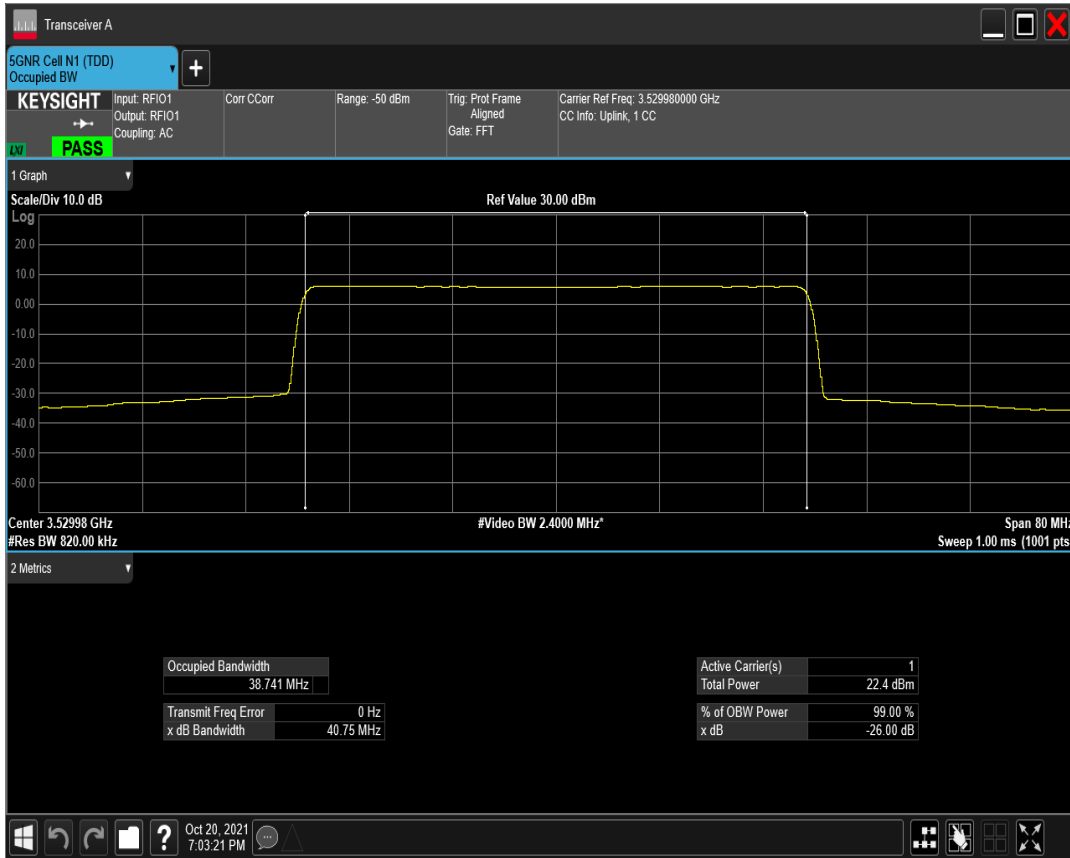 Transceiver A
5GNR Cell N1 (TDD)
Occupied BW
KEYSIGHT
LXI
PASS
Input: RFIO1
Output: RFIO1
Coupling: AC
Corr CCorr
Range: -50 dBm
Trig: Prot Frame
Aligned
Gate: FFT
Carrier Ref Freq: 3.529980000 GHz
CC Info: Uplink, 1 CC
1 Graph
Scale/Div 10.0 dB
Ref Value 30.00 dBm
Log
20.0
10.0
0.00
-10.0
-20.0
-30.0
-40.0
-50.0
-60.0
Center 3.52998 GHz
#Video BW 2.4000 MHz*
Span 80 MHz
#Res BW 820.00 kHz
Sweep 1.00 ms (1001 pts
2 Metrics
Occupied Bandwidth
38.741 MHz
Transmit Freq Error 0 Hz
x dB Bandwidth 40.75 MHz
Active Carrier(s) 1
Total Power 22.4 dBm
% of OBW Power 99.00 %
x dB -26.00 dB
?
Oct 20, 2021
7:03:21 PM